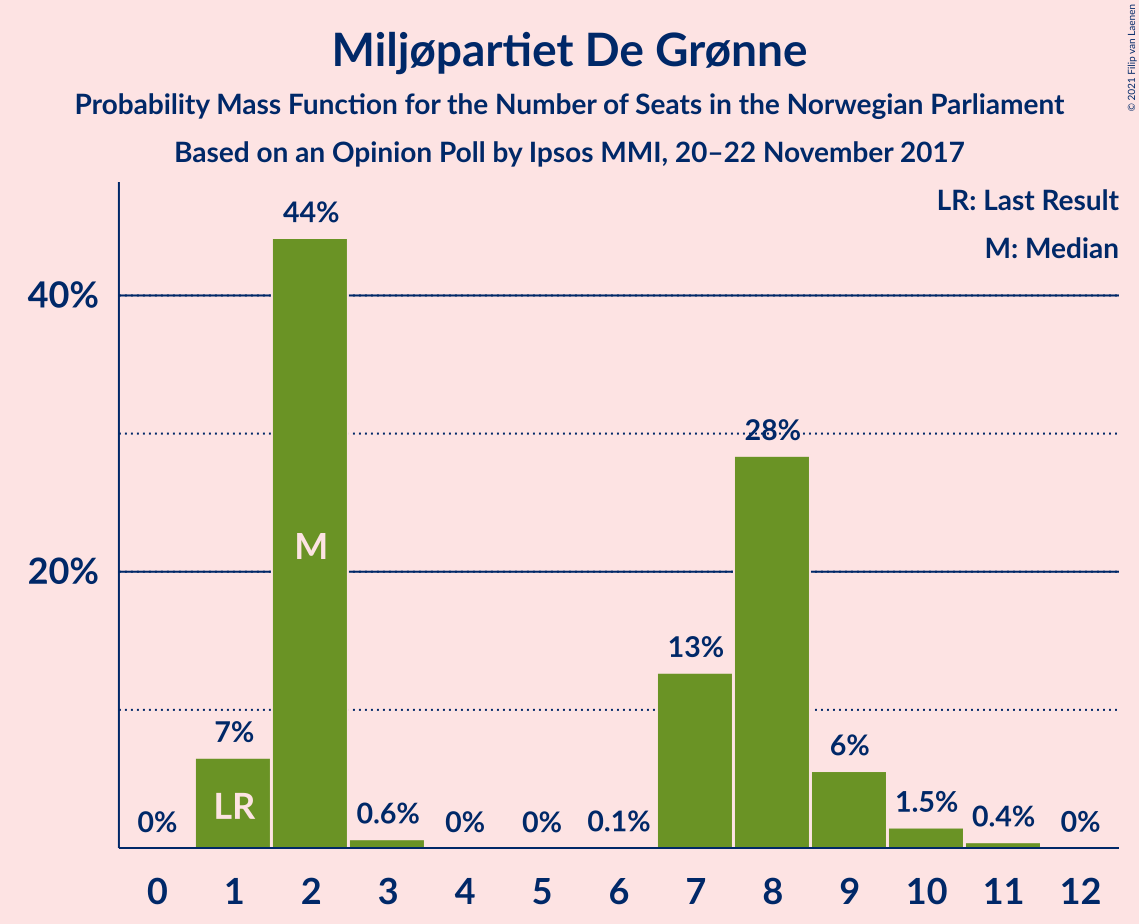 Miljøpartiet De Grønne
Probability Mass Function for the Number of Seats in the Norwegian Parliament
Based on an Opinion Poll by Ipsos MMI, 20–22 November 2017
© 2021 Filip van Laenen
LR: Last Result
M: Median
40%
20%
0%
7%
44%
0.6%
0%
0%
0.1%
13%
28%
6%
1.5%
0.4%
0%
LR
M
0 1 2 3 4 5 6 7 8 9 10 11 12